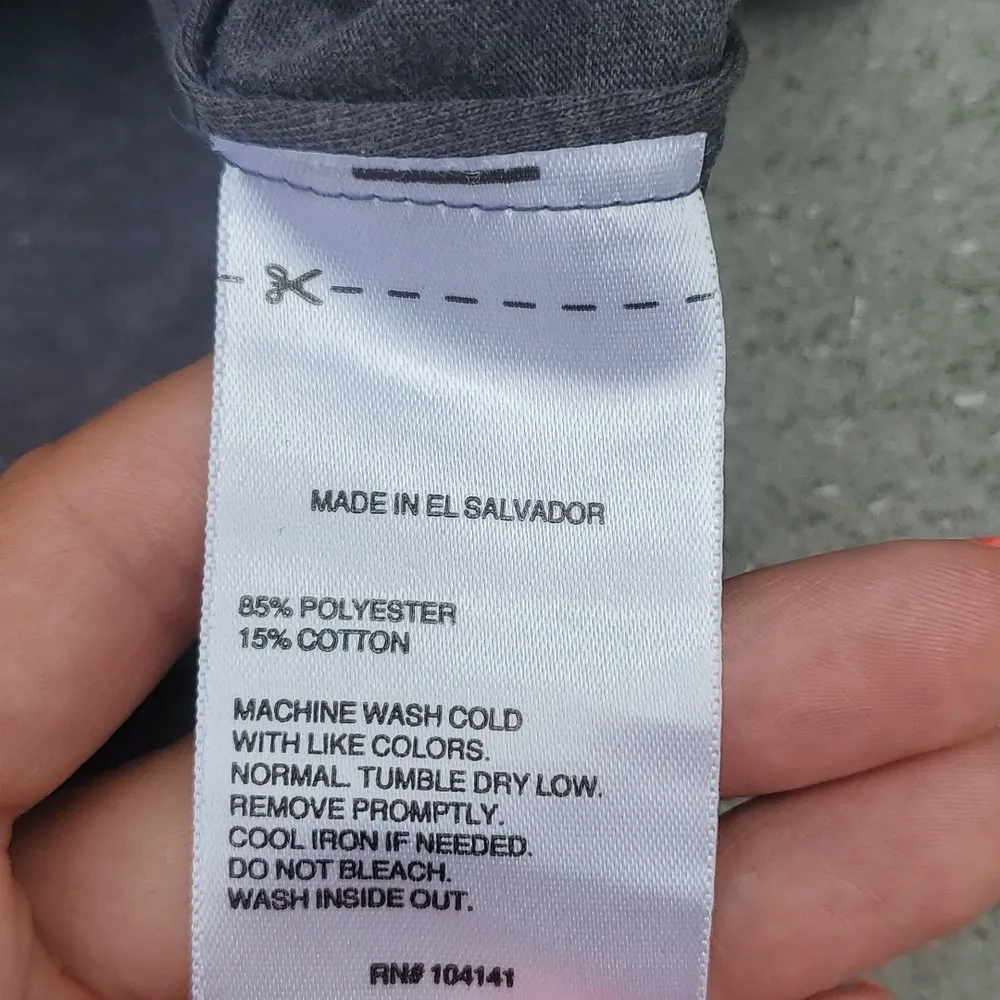 MADE IN EL SALVADOR
85% POLYESTER
15% COTTON
MACHINE WASH COLD
WITH LIKE COLORS.
NORMAL. TUMBLE DRY LOW.
REMOVE PROMPTLY.
COOL IRON IF NEEDED.
DO NOT BLEACH.
WASH INSIDE OUT.
RN# 104141